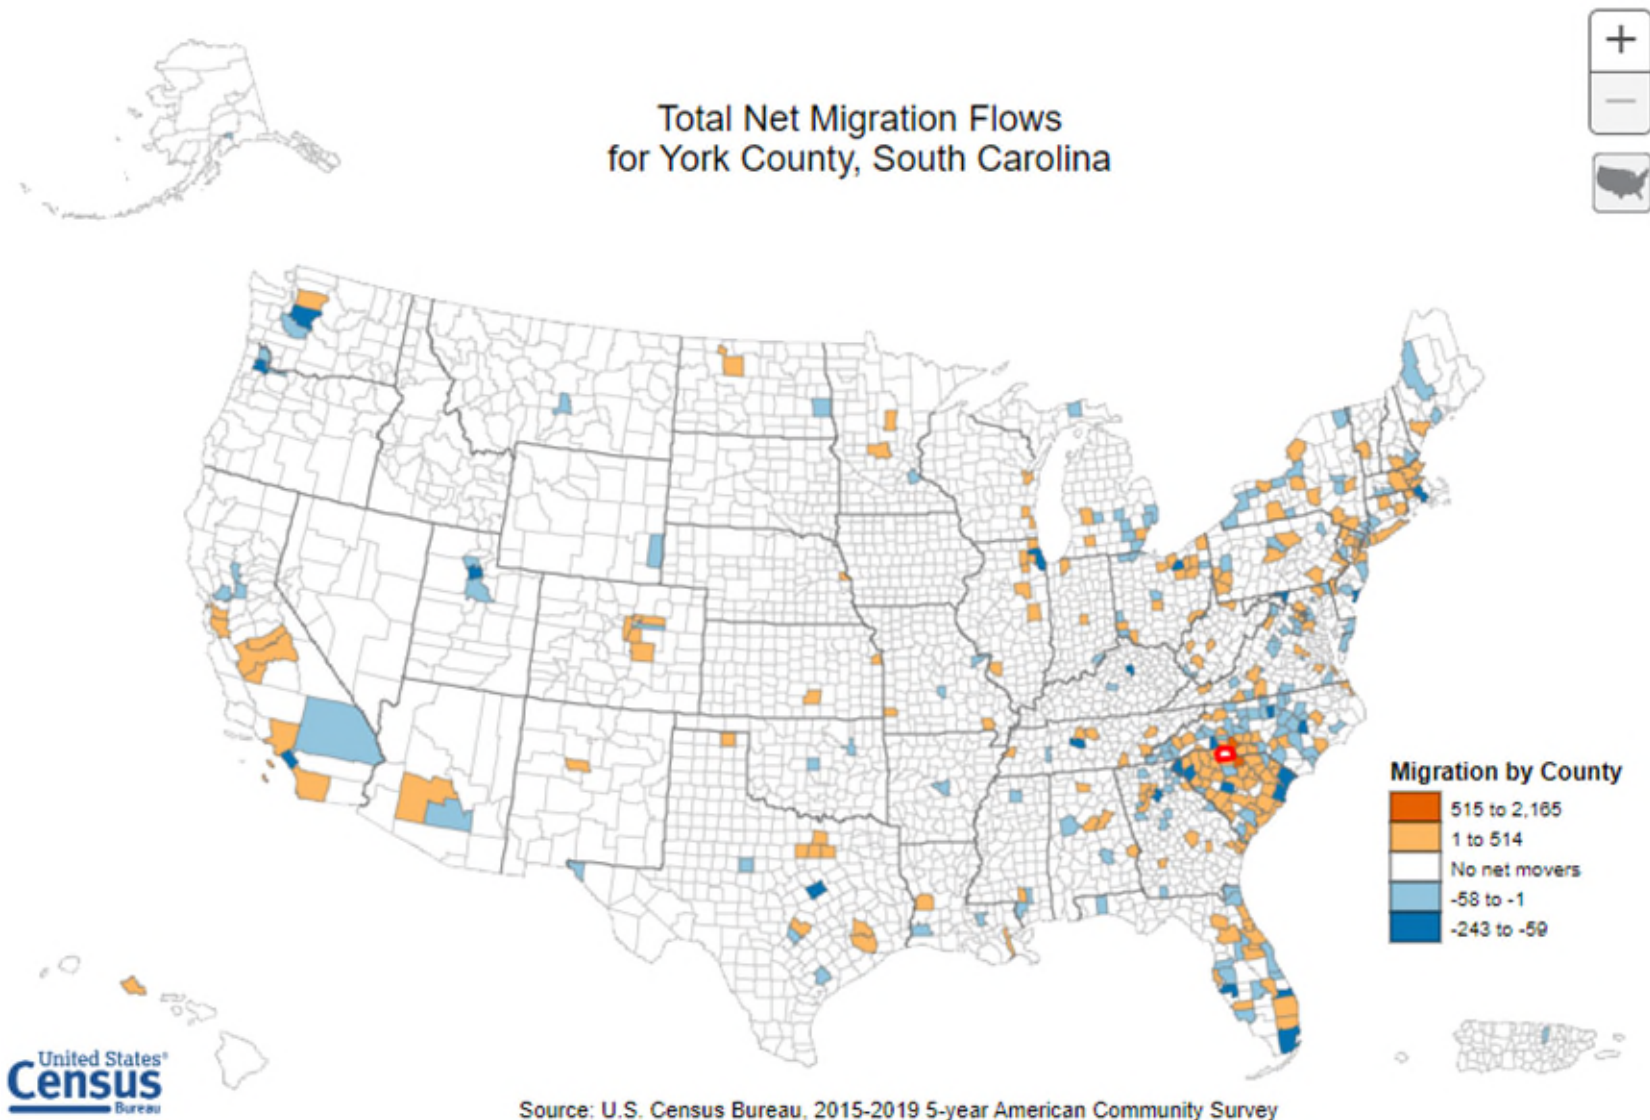 +
Total Net Migration Flows
for York County, South Carolina
−
Migration by County
515 to 2,165
1 to 514
No net movers
-58 to -1
-243 to -59
United States®
Census
Bureau
Source: U.S. Census Bureau, 2015-2019 5-year American Community Survey